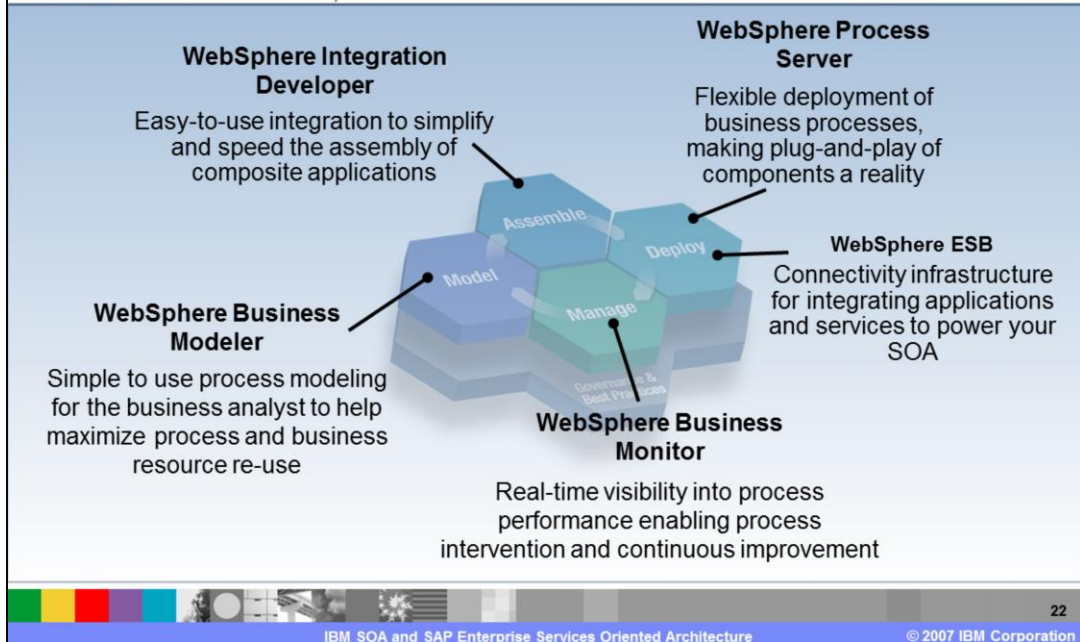 WebSphere Integration
Developer
Easy-to-use integration to simplify
and speed the assembly of
composite applications
WebSphere Process
Server
Flexible deployment of
business processes,
making plug-and-play of
components a reality
Assemble
Deploy
Model
Manage
Governance &
Best Practices
WebSphere ESB
Connectivity infrastructure
for integrating applications
and services to power your
SOA
WebSphere Business
Modeler
Simple to use process modeling
for the business analyst to help
maximize process and business
resource re-use
WebSphere Business
Monitor
Real-time visibility into process
performance enabling process
intervention and continuous improvement
22
IBM SOA and SAP Enterprise Services Oriented Architecture
© 2007 IBM Corporation